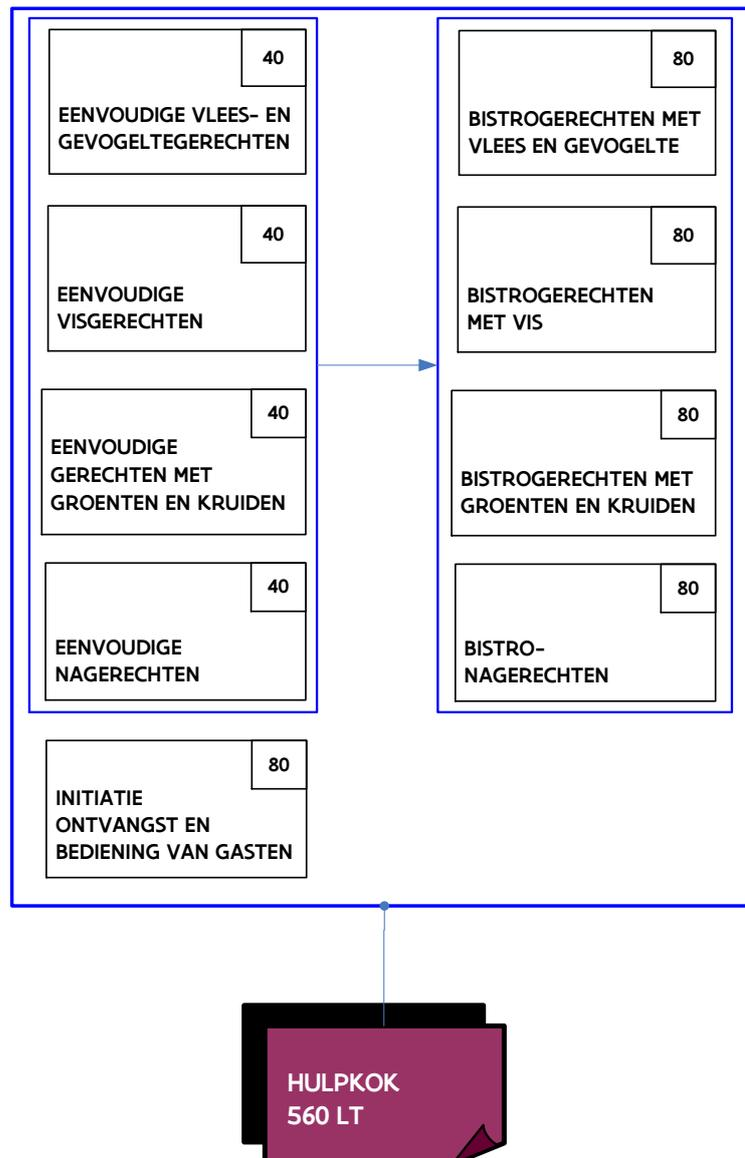 40
EENVOUDIGE VLEES- EN
GEVOGELTEGERECHTEN
40
EENVOUDIGE
VISGERECHTEN
40
EENVOUDIGE
GERECHTEN MET
GROENTEN EN KRUIDEN
40
EENVOUDIGE
NAGERECHTEN
80
BISTROGERECHTEN MET
VLEES EN GEVOGELTE
80
BISTROGERECHTEN
MET VIS
80
BISTROGERECHTEN MET
GROENTEN EN KRUIDEN
80
BISTRO-
NAGERECHTEN
80
INITIATIE
ONTVANGST EN
BEDIENING VAN GASTEN
HULPKOK
560 LT